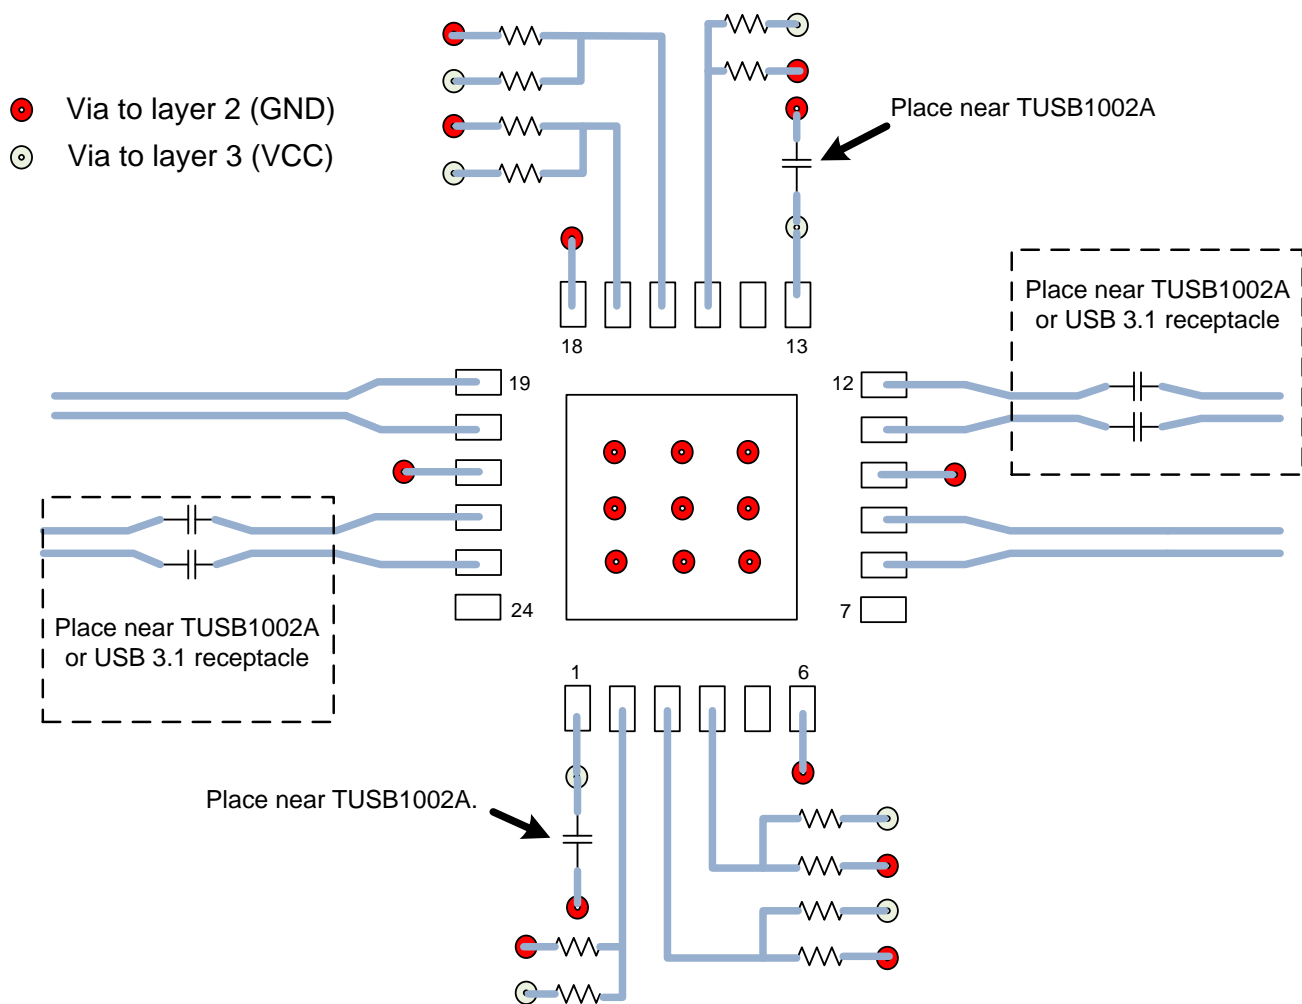 Via to layer 2 (GND)
Via to layer 3 (VCC)
Place near TUSB1002A
Place near TUSB1002A
or USB 3.1 receptacle
18
13
19
12
24
7
Place near TUSB1002A
or USB 3.1 receptacle
1
6
Place near TUSB1002A.